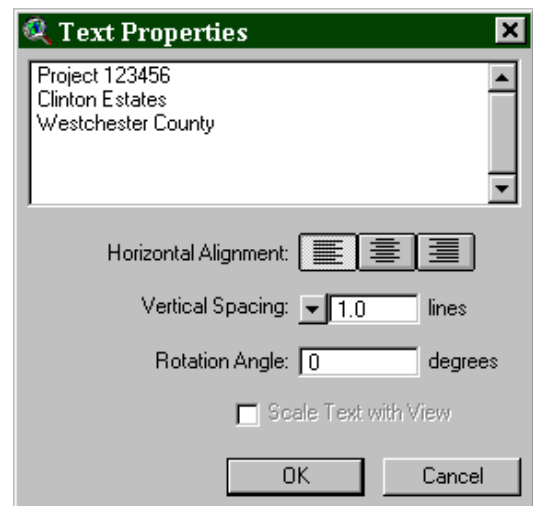 Text Properties
Project 123456
Clinton Estates
Westchester County
Horizontal Alignment:
Vertical Spacing: 1.0 lines
Rotation Angle: 0 degrees
Scale Text with View
OK Cancel